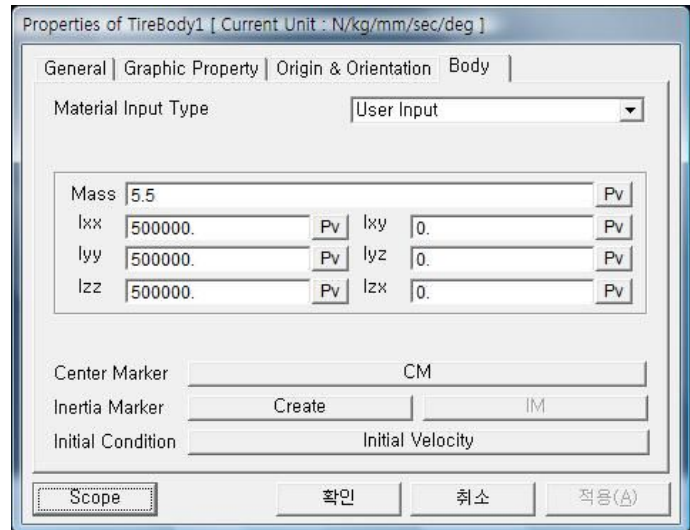 Properties of TireBody1 [ Current Unit : N/kg/mm/sec/deg ]
General Graphic Property Origin & Orientation Body
Material Input Type User Input
Mass 5.5 Pv
Ixx 500000. Pv Ixy 0. Pv
Iyy 500000. Pv Iyz 0. Pv
Izz 500000. Pv Izx 0. Pv
Center Marker CM
Inertia Marker Create IM
Initial Condition Initial Velocity
Scope 확인 취소 적용(A)